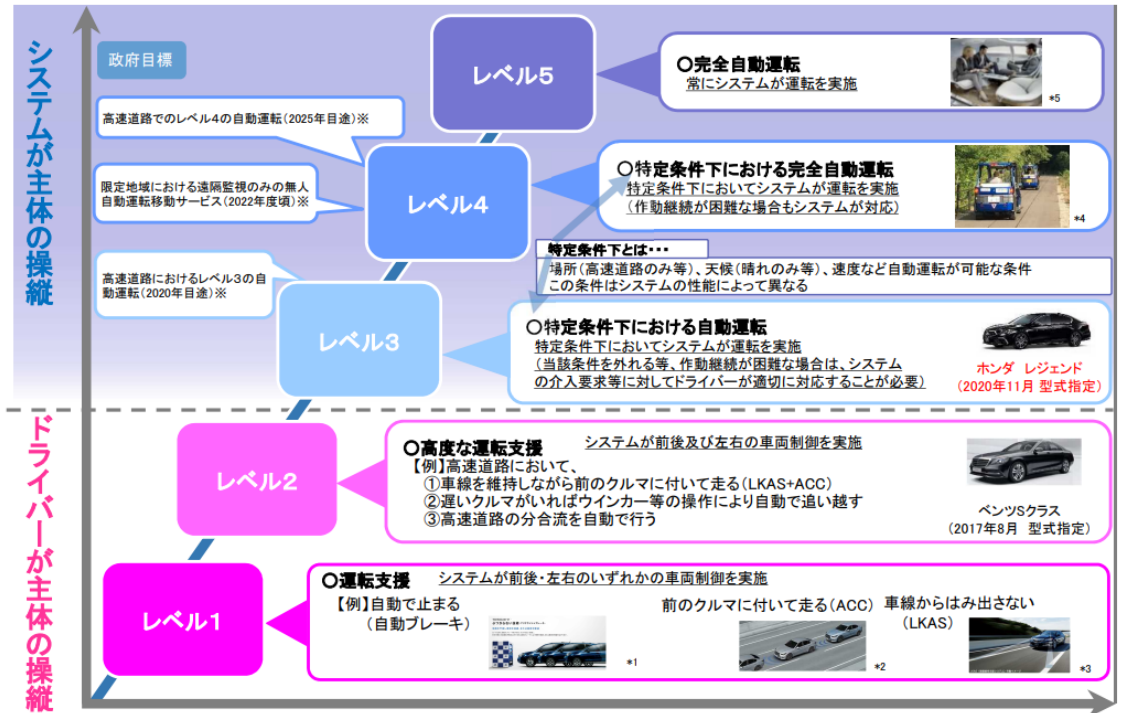 システムが主体の操縦
政府目標
レベル5
〇完全自動運転
常にシステムが運転を実施
*5
高速道路でのレベル4の自動運転(2025年目途)※
限定地域における遠隔監視のみの無人
自動運転移動サービス(2022年度頃)※
レベル4
〇特定条件下における完全自動運転
特定条件下においてシステムが運転を実施
(作動継続が困難な場合もシステムが対応)
*4
特定条件下とは・・・
場所(高速道路のみ等)、天候(晴れのみ等)、速度など自動運転が可能な条件
この条件はシステムの性能によって異なる
高速道路におけるレベル3の自
動運転(2020年目途)※
レベル3
〇特定条件下における自動運転
特定条件下においてシステムが運転を実施
(当該条件を外れる等、作動継続が困難な場合は、システム
の介入要求等に対してドライバーが適切に対応することが必要)
ホンダ レジェンド
(2020年11月 型式指定)
ドライバーが主体の操縦
レベル2
〇高度な運転支援 システムが前後及び左右の車両制御を実施
【例】高速道路において、
①車線を維持しながら前のクルマに付いて走る(LKAS+ACC)
②遅いクルマがいればウインカー等の操作により自動で追い越す
③高速道路の分合流を自動で行う
ベンツSクラス
(2017年8月 型式指定)
レベル1
〇運転支援 システムが前後・左右のいずれかの車両制御を実施
【例】自動で止まる
(自動ブレーキ)
*1
前のクルマに付いて走る(ACC)
*2
車線からはみ出さない
(LKAS)
*3